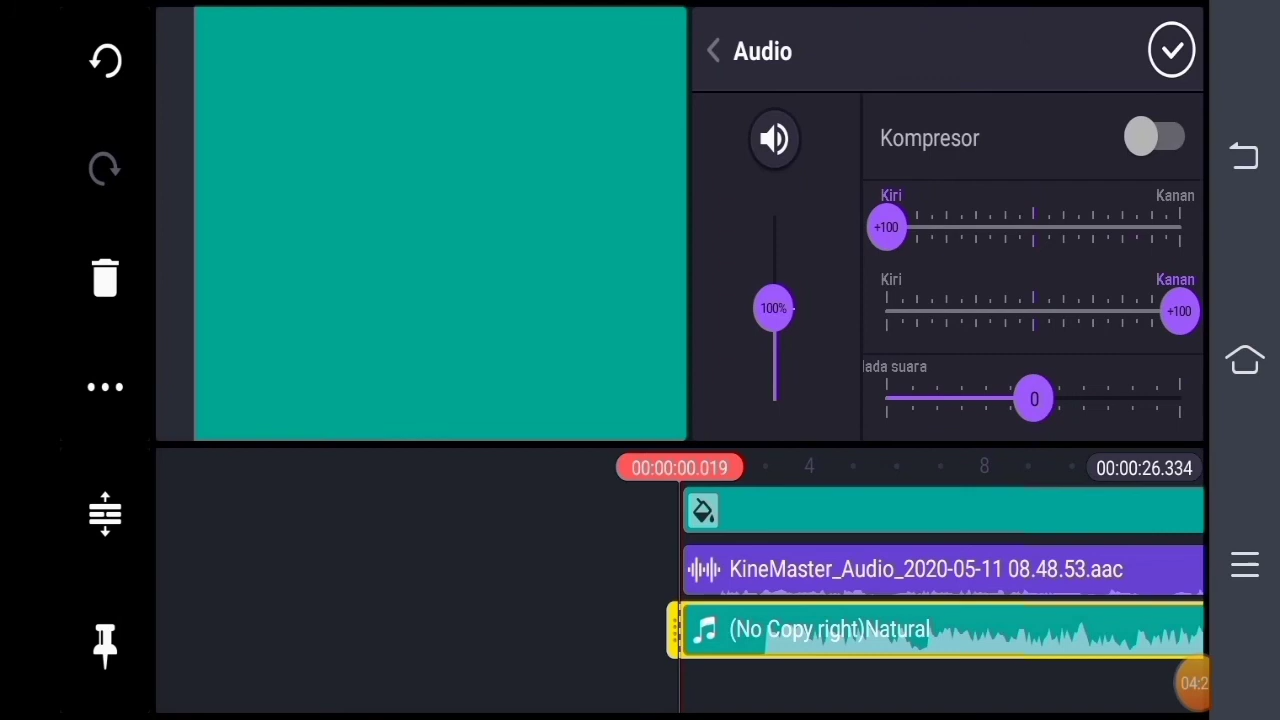 Audio
Kompresor
Kiri Kanan
+100
Kiri Kanan
+100
100%
lada suara
0
00:00:00.019 4 8 00:00:26.334
KineMaster_Audio_2020-05-11 08.48.53.aac
(No Copy right)Natural
04:2